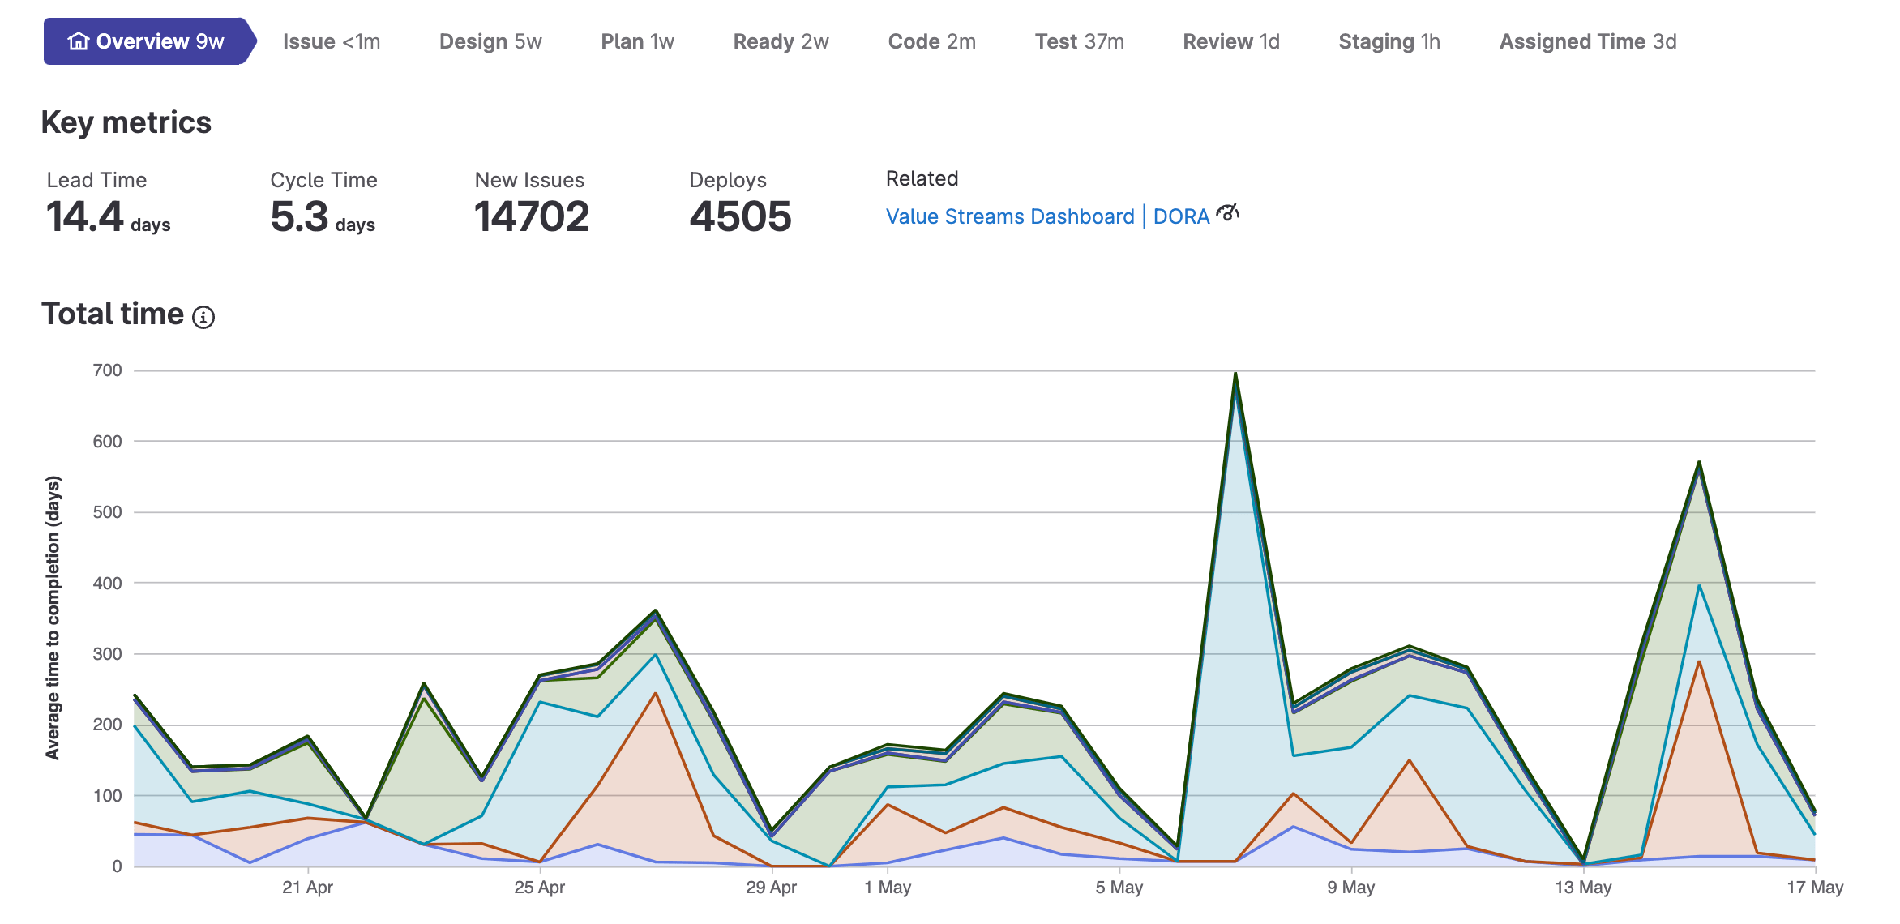 Overview 9w Issue <1m Design 5w Plan 1w Ready 2w Code 2m Test 37m Review 1d Staging 1h Assigned Time 3d
Key metrics
Lead Time Cycle Time New Issues Deploys Related
14.4 days 5.3 days 14702 4505 Value Streams Dashboard | DORA
Total time
700
600
500
400
300
200
100
0
Average time to completion (days)
21 Apr 25 Apr 29 Apr 1 May 5 May 9 May 13 May 17 May